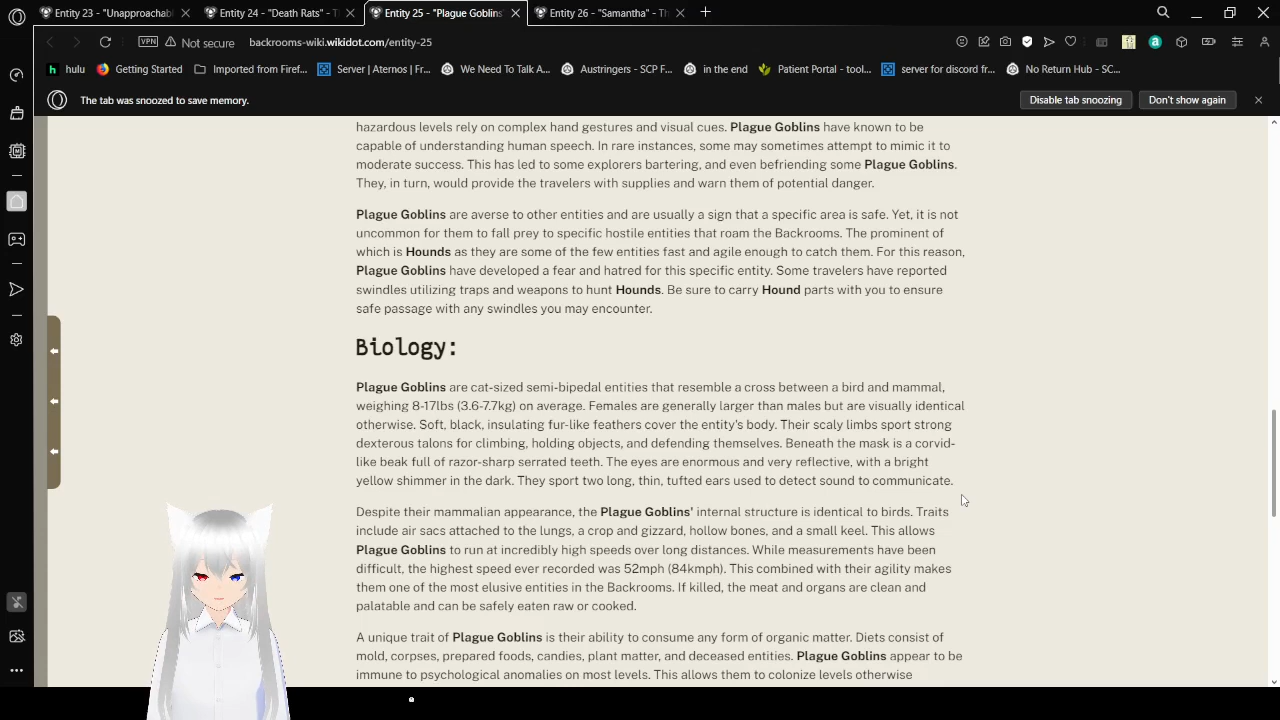 Entity 23 - "Unapproachabl
Entity 24 - "Death Rats" - T
Entity 25 - "Plague Goblins"
Entity 26 - "Samantha" - Th
VPN
Not secure
backrooms-wiki.wikidot.com/entity-25
hulu
Getting Started
Imported from Firef...
Server | Aternos | Fr...
We Need To Talk A...
Austringers - SCP F...
in the end
Patient Portal - tool...
server for discord fr...
No Return Hub - SC...
The tab was snoozed to save memory.
Disable tab snoozing
Don't show again
hazardous levels rely on complex hand gestures and visual cues. Plague Goblins have known to be
capable of understanding human speech. In rare instances, some may sometimes attempt to mimic it to
moderate success. This has led to some explorers bartering, and even befriending some Plague Goblins.
They, in turn, would provide the travelers with supplies and warn them of potential danger.
Plague Goblins are averse to other entities and are usually a sign that a specific area is safe. Yet, it is not
uncommon for them to fall prey to specific hostile entities that roam the Backrooms. The prominent of
which is Hounds as they are some of the few entities fast and agile enough to catch them. For this reason,
Plague Goblins have developed a fear and hatred for this specific entity. Some travelers have reported
swindles utilizing traps and weapons to hunt Hounds. Be sure to carry Hound parts with you to ensure
safe passage with any swindles you may encounter.
Biology:
Plague Goblins are cat-sized semi-bipedal entities that resemble a cross between a bird and mammal,
weighing 8-17lbs (3.6-7.7kg) on average. Females are generally larger than males but are visually identical
otherwise. Soft, black, insulating fur-like feathers cover the entity's body. Their scaly limbs sport strong
dexterous talons for climbing, holding objects, and defending themselves. Beneath the mask is a corvid-
like beak full of razor-sharp serrated teeth. The eyes are enormous and very reflective, with a bright
yellow shimmer in the dark. They sport two long, thin, tufted ears used to detect sound to communicate.
Despite their mammalian appearance, the Plague Goblins' internal structure is identical to birds. Traits
include air sacs attached to the lungs, a crop and gizzard, hollow bones, and a small keel. This allows
Plague Goblins to run at incredibly high speeds over long distances. While measurements have been
difficult, the highest speed ever recorded was 52mph (84kmph). This combined with their agility makes
them one of the most elusive entities in the Backrooms. If killed, the meat and organs are clean and
palatable and can be safely eaten raw or cooked.
A unique trait of Plague Goblins is their ability to consume any form of organic matter. Diets consist of
mold, corpses, prepared foods, candies, plant matter, and deceased entities. Plague Goblins appear to be
immune to psychological anomalies on most levels. This allows them to colonize levels otherwise